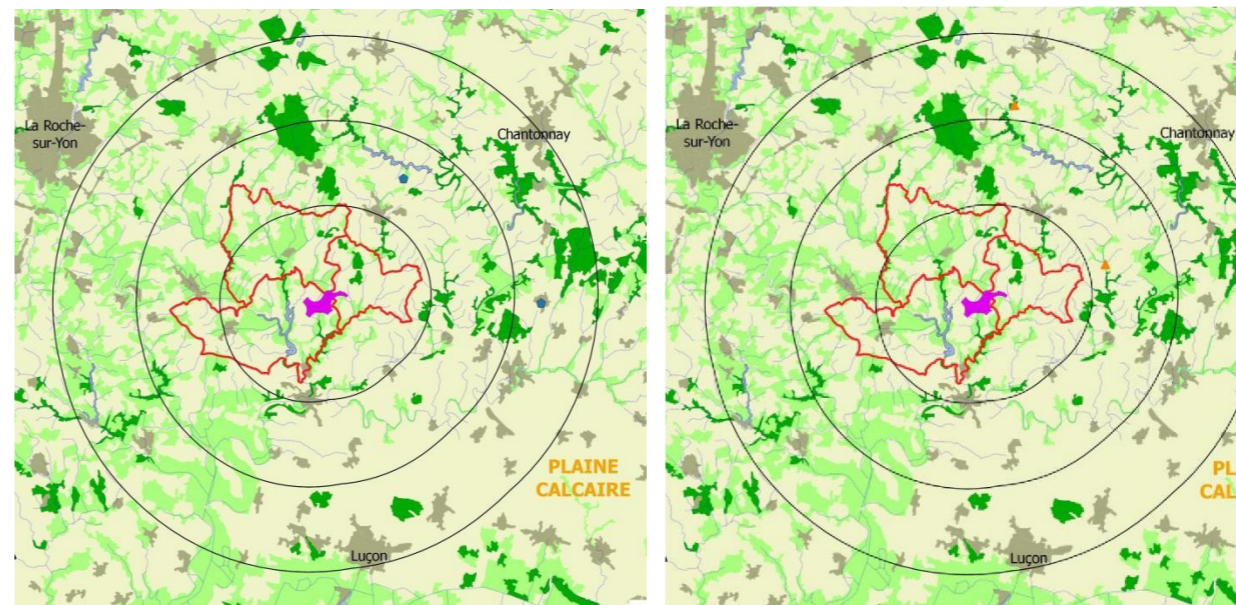 La Roche-
sur-Yon
Chantonnay
PLAINE
CALCAIRE
Luçon
La Roche-
sur-Yon
Chantonnay
PL
CAL
Luçon